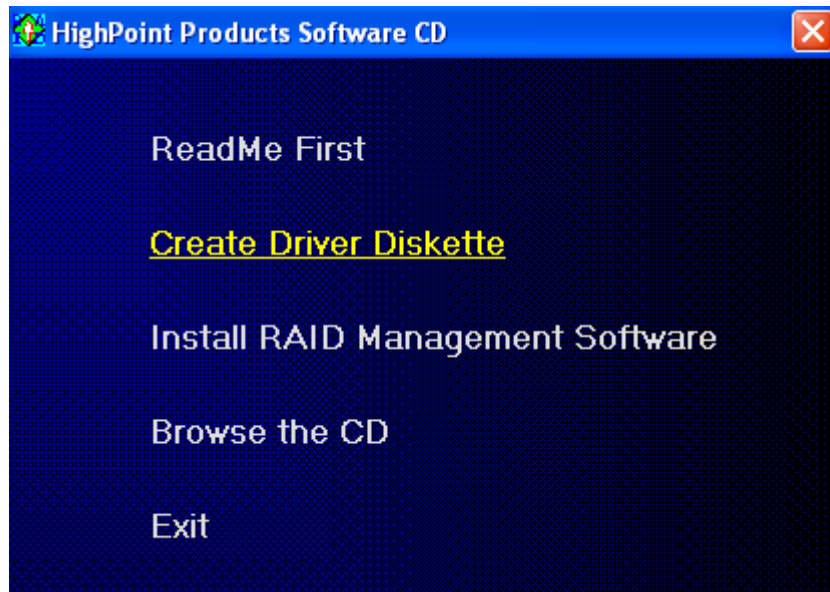 HighPoint Products Software CD
ReadMe First
Create Driver Diskette
Install RAID Management Software
Browse the CD
Exit